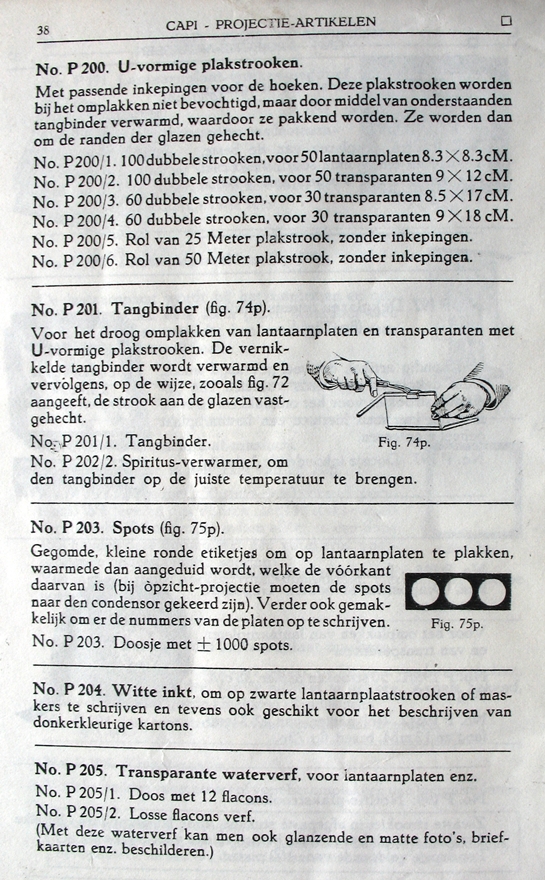 38 CAPI - PROJECTIE-ARTIKELEN
No. P 200. U-vormige plakstrooken.
Met passende inkepingen voor de hoeken. Deze plakstrooken worden
bij het omplakken niet bevochtigd, maar door middel van onderstaanden
tangbinder verwarmd, waardoor ze pakkend worden. Ze worden dan
om de randen der glazen gehecht.
No. P 200/1. 100 dubbele strooken, voor 50 lantaarnplaten 8.3 × 8.3 cM.
No. P 200/2. 100 dubbele strooken, voor 50 transparanten 9 × 12 cM.
No. P 200/3. 60 dubbele strooken, voor 30 transparanten 8.5 × 17 cM.
No. P 200/4. 60 dubbele strooken, voor 30 transparanten 9 × 18 cM.
No. P 200/5. Rol van 25 Meter plakstrook, zonder inkepingen.
No. P 200/6. Rol van 50 Meter plakstrook, zonder inkepingen.
No. P 201. Tangbinder (fig. 74p).
Voor het droog omplakken van lantaarnplaten en transparanten met
U-vormige plakstrooken. De vernik-
kelde tangbinder wordt verwarmd en
vervolgens, op de wijze, zooals fig. 72
aangeeft, de strook aan de glazen vast-
gehecht.
Fig. 74p.
No. P 201/1. Tangbinder.
No. P 202/2. Spiritus-verwarmer, om
den tangbinder op de juiste temperatuur te brengen.
No. P 203. Spots (fig. 75p).
Gegomde, kleine ronde etiketjes om op lantaarnplaten te plakken,
waarmede dan aangeduid wordt, welke de vóórkant
daarvan is (bij òpzicht-projectie moeten de spots
naar den condensor gekeerd zijn). Verder ook gemak-
kelijk om er de nummers van de platen op te schrijven.
Fig. 75p.
No. P 203. Doosje met ± 1000 spots.
No. P 204. Witte inkt, om op zwarte lantaarnplaatstrooken of mas-
kers te schrijven en tevens ook geschikt voor het beschrijven van
donkerkleurige kartons.
No. P 205. Transparante waterverf, voor lantaarnplaten enz.
No. P 205/1. Doos met 12 flacons.
No. P 205/2. Losse flacons verf.
(Met deze waterverf kan men ook glanzende en matte foto's, brief-
kaarten enz. beschilderen.)